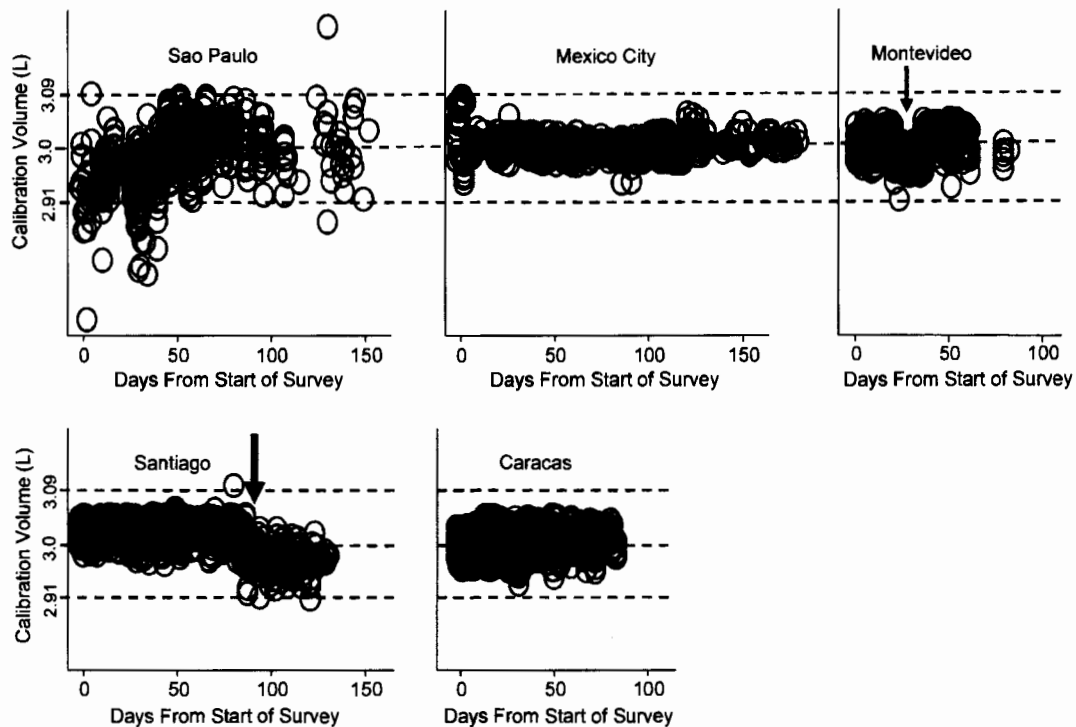 Sao Paulo
Mexico City
Montevideo
Calibration Volume (L)
3.09
3.0
2.91
0 50 100 150
0 50 100 150
0 50 100
Days From Start of Survey
Days From Start of Survey
Days From Start of Survey
Santiago
Caracas
Calibration Volume (L)
3.09
3.0
2.91
0 50 100 150
0 50 100
Days From Start of Survey
Days From Start of Survey